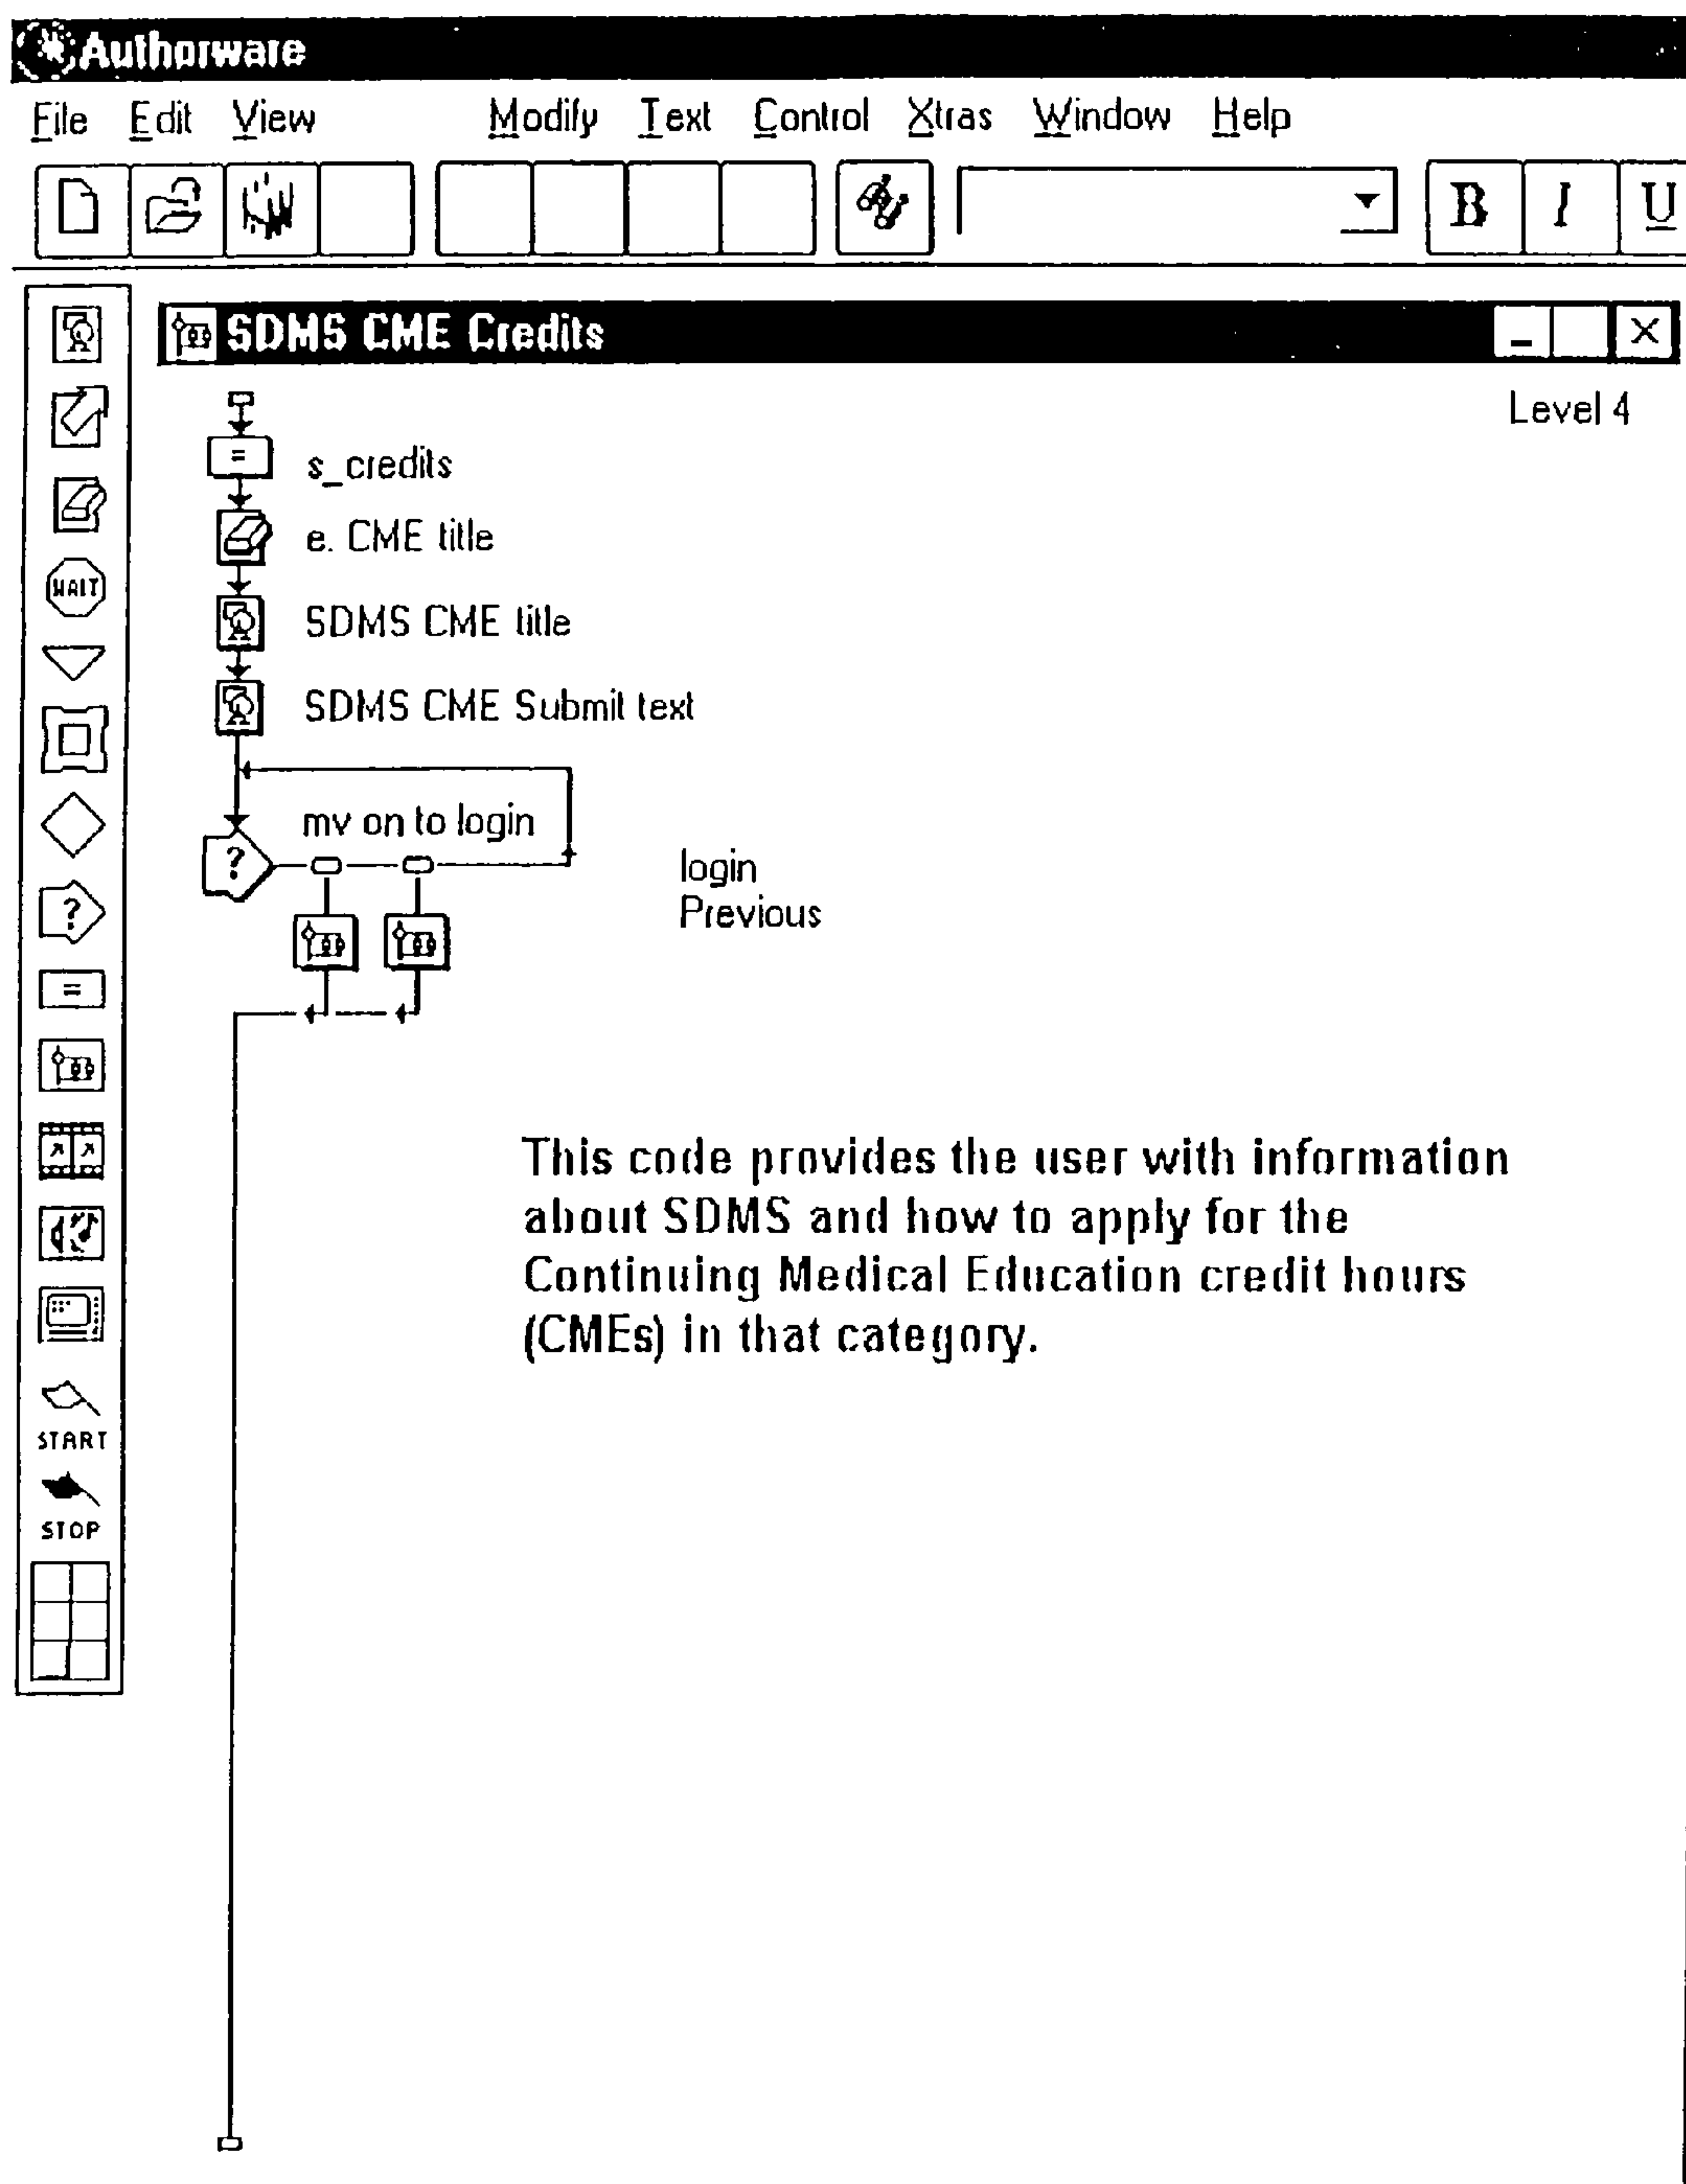 Authorware
File Edit View Modify Text Control Xtras Window Help
B I U
SDMS CME Credits
Level 4
= s_credits
e. CME title
WAIT
SDMS CME title
SDMS CME Submit text
mv on to login
?
login
Previous
?
=
This code provides the user with information
about SDMS and how to apply for the
Continuing Medical Education credit hours
(CMEs) in that category.
START
STOP